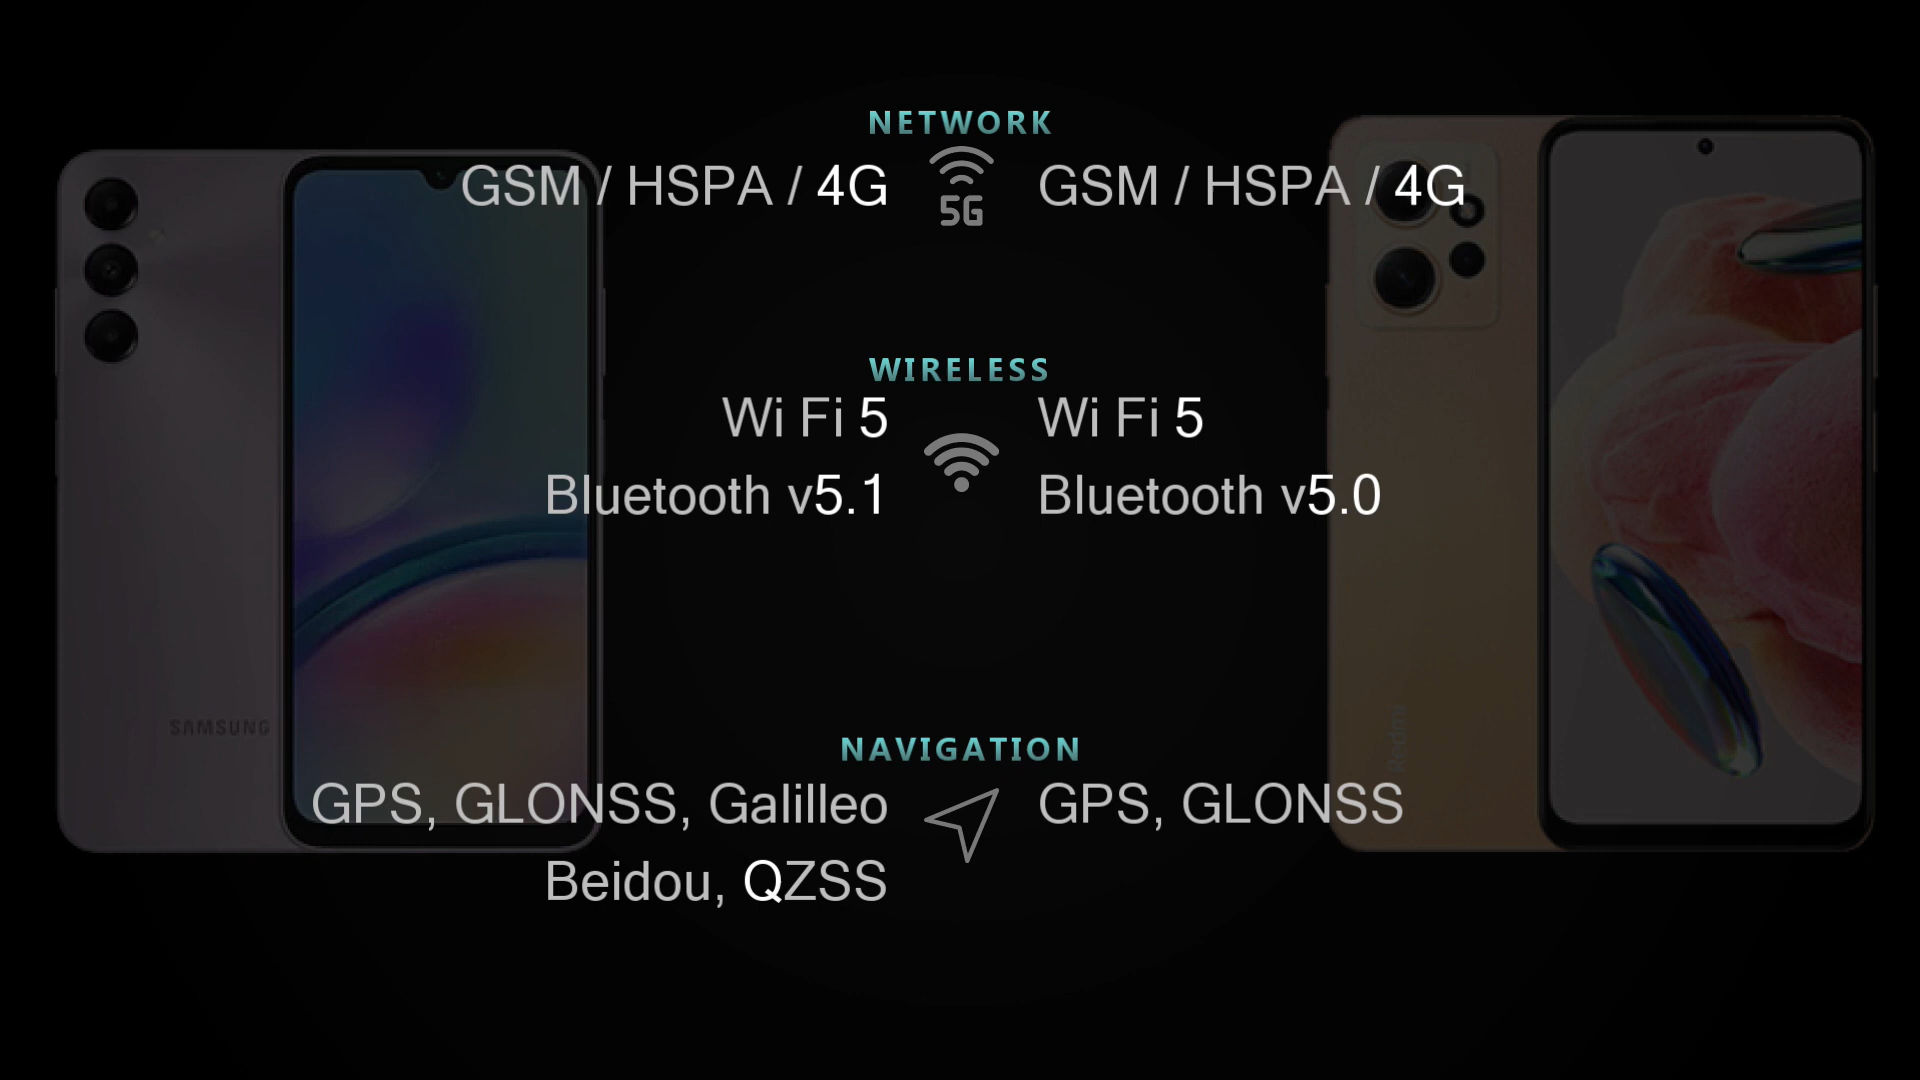 NETWORK
GSM / HSPA / 4G
5G
GSM / HSPA / 4G
WIRELESS
Wi Fi 5
Wi Fi 5
Bluetooth v5.1
Bluetooth v5.0
SAMSUNG
Redmi
NAVIGATION
GPS, GLONSS, Galilleo
GPS, GLONSS
Beidou, QZSS